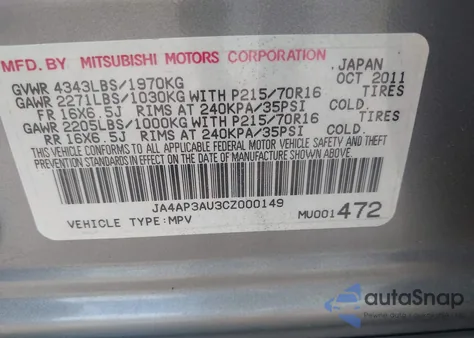 MFD. BY MITSUBISHI MOTORS CORPORATION JAPAN
GVWR 4343LBS/1970KG OCT 2011
GAWR 2271LBS/1030KG WITH P215/70R16 TIRES
FR 16X6.5J RIMS AT 240KPA/35PSI COLD.
GAWR 2205LBS/1000KG WITH P215/70R16 TIRES
RR 16X6.5J RIMS AT 240KPA/35PSI COLD.
THIS VEHICLE CONFORMS TO ALL APPLICABLE FEDERAL MOTOR VEHICLE SAFETY AND THEFT
PREVENTION STANDARDS IN EFFECT ON THE DATE OF MANUFACTURE SHOWN ABOVE.
JA4AP3AU3CZ000149
VEHICLE TYPE:MPV MU001472
autoSnap